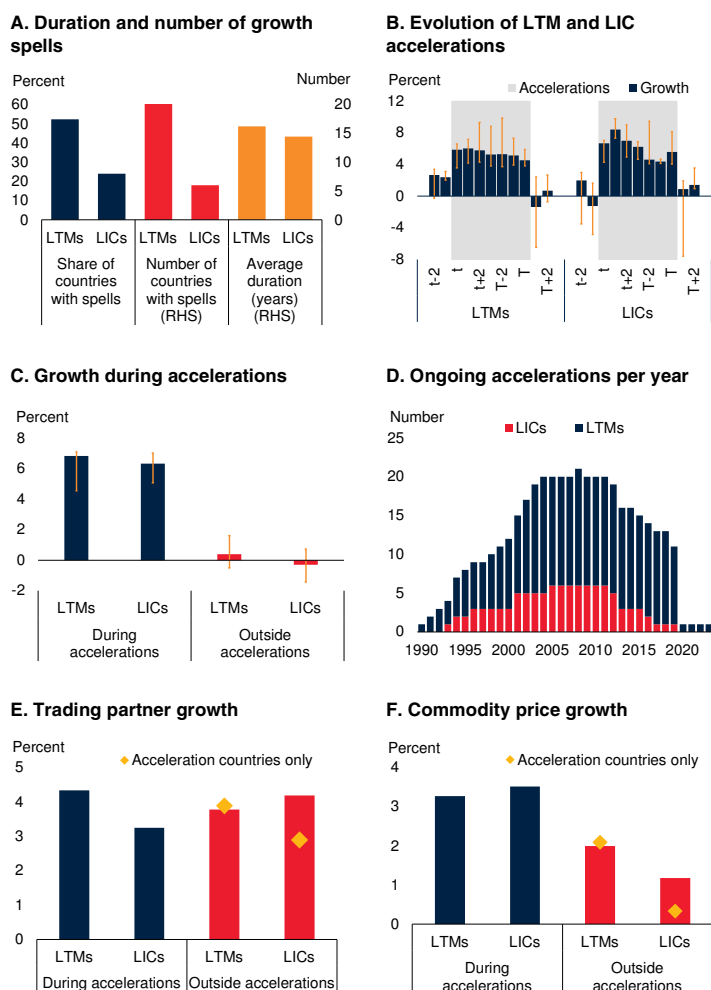 A. Duration and number of growth
spells
Percent
Number
60
50
40
30
20
10
0
20
15
10
5
0
LTMs LICs LTMs LICs LTMs LICs
Share of
countries
with spells
Number of
countries
with spells
(RHS)
Average
duration
(years)
(RHS)
B. Evolution of LTM and LIC
accelerations
Percent
Accelerations Growth
12
8
4
0
-4
-8
t-2 t t+2 T-2 T T+2 t-2 t t+2 T-2 T T+2
LTMs LICs
C. Growth during accelerations
Percent
8
6
4
2
0
-2
LTMs LICs LTMs LICs
During
accelerations
Outside
accelerations
D. Ongoing accelerations per year
Number
LICs LTMs
25
20
15
10
5
0
1990 1995 2000 2005 2010 2015 2020
E. Trading partner growth
Percent
Acceleration countries only
5
4
3
2
1
0
LTMs LICs LTMs LICs
During accelerations Outside accelerations
F. Commodity price growth
Percent
Acceleration countries only
4
3
2
1
0
LTMs LICs LTMs LICs
During
accelerations
Outside
accelerations